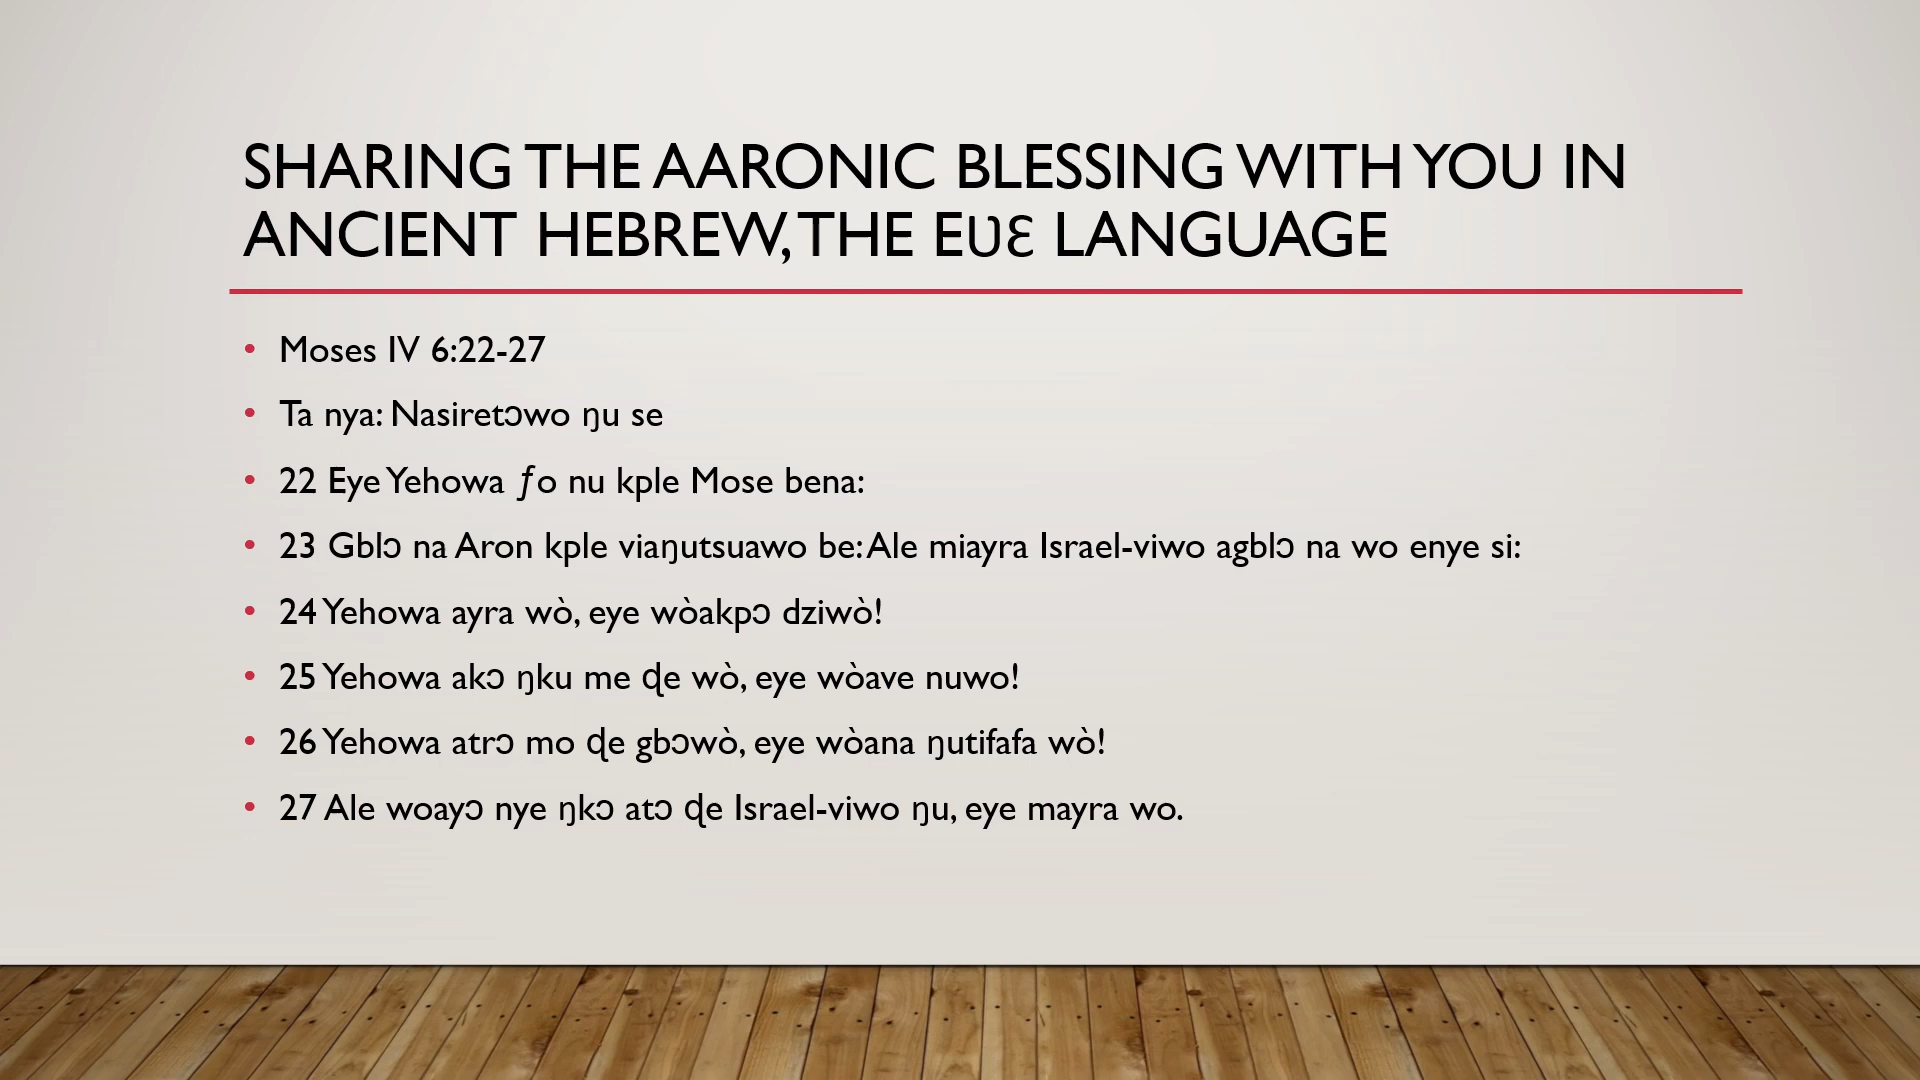 SHARING THE AARONIC BLESSING WITH YOU IN
ANCIENT HEBREW, THE EƲƐ LANGUAGE
• Moses IV 6:22-27
• Ta nya: Nasiretɔwo ŋu se
• 22 Eye Yehowa ƒo nu kple Mose bena:
• 23 Gblɔ na Aron kple viaŋutsuawo be: Ale miayra Israel-viwo agblɔ na wo enye si:
• 24 Yehowa ayra wò, eye wòakpɔ dziwò!
• 25 Yehowa akɔ ŋku me ɖe wò, eye wòave nuwo!
• 26 Yehowa atrɔ mo ɖe gbɔwò, eye wòana ŋutifafa wò!
• 27 Ale woayɔ nye ŋkɔ atɔ ɖe Israel-viwo ŋu, eye mayra wo.